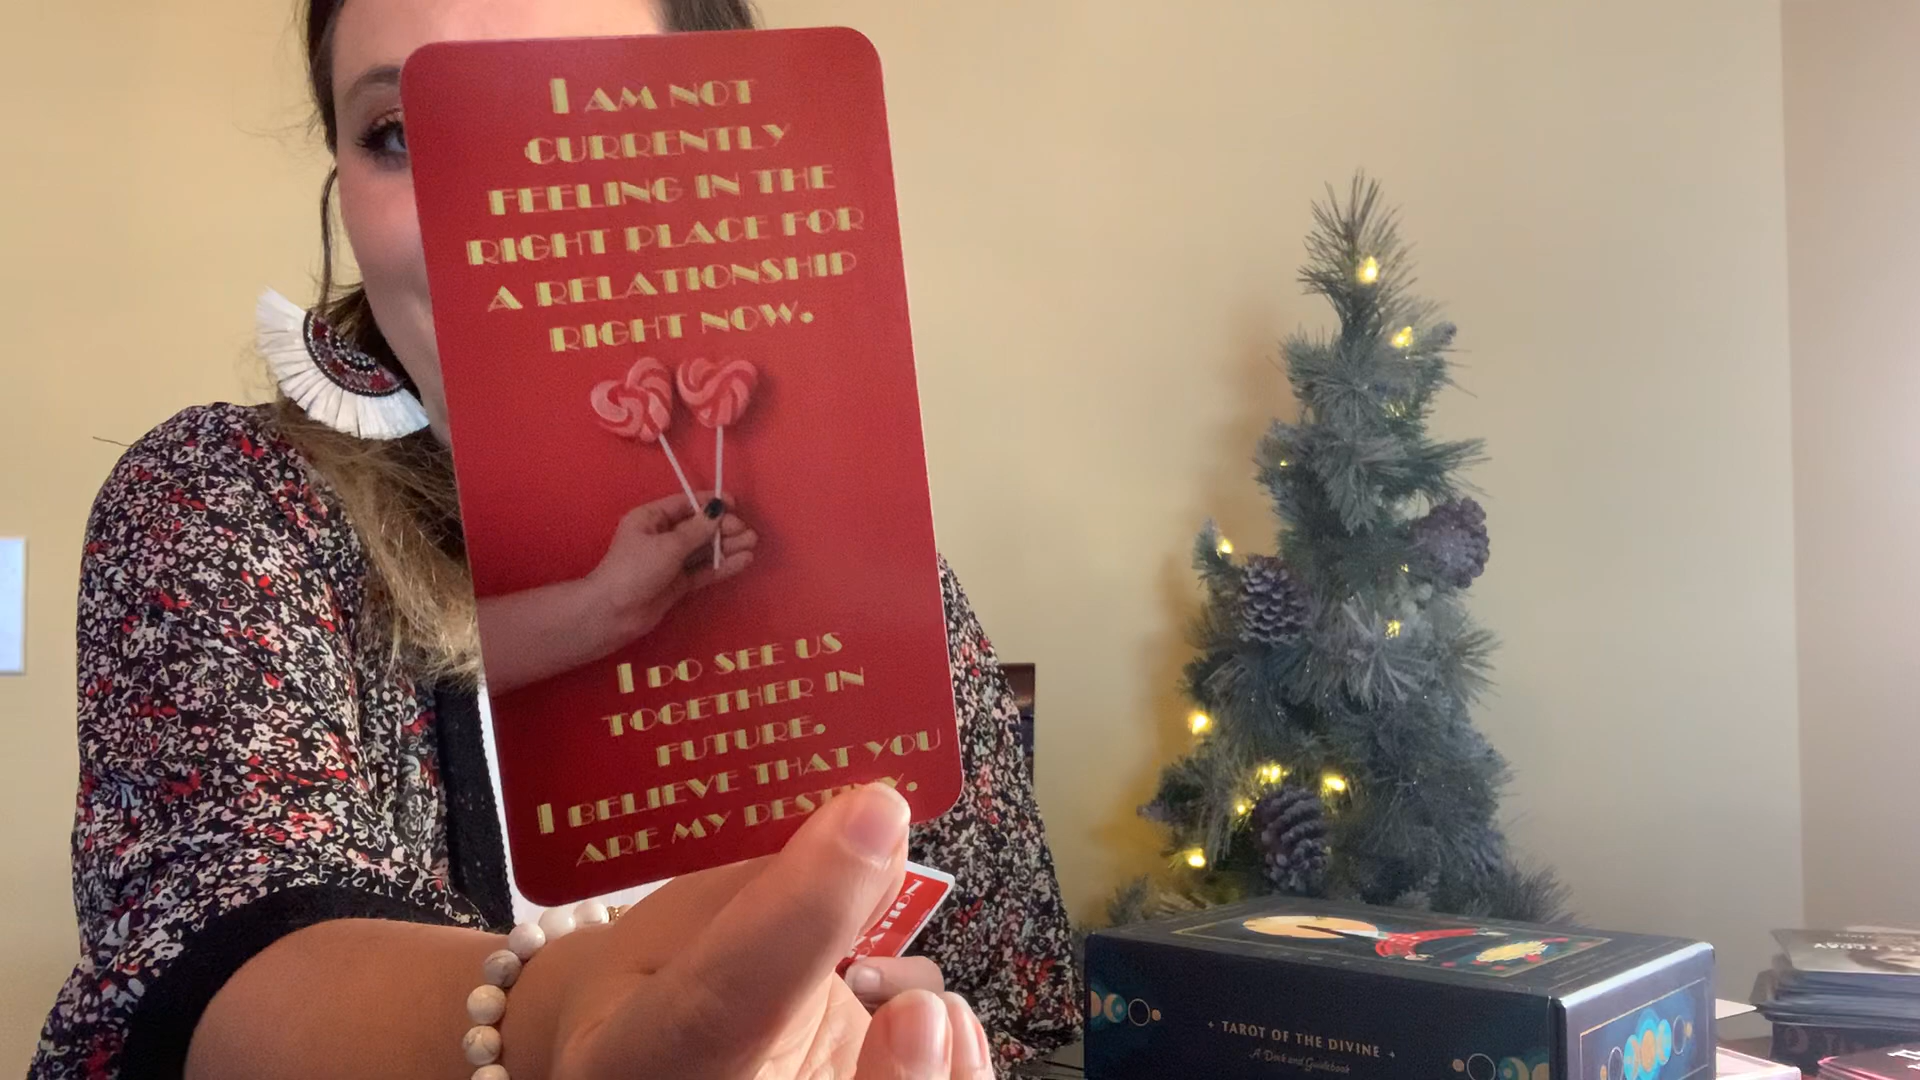 I AM NOT
CURRENTLY
FEELING IN THE
RIGHT PLACE FOR
A RELATIONSHIP
RIGHT NOW.
I DO SEE US
TOGETHER IN
FUTURE.
I BELIEVE THAT YOU
ARE MY DESTINY.
TAROT OF THE DIVINE
A Deck and Guidebook